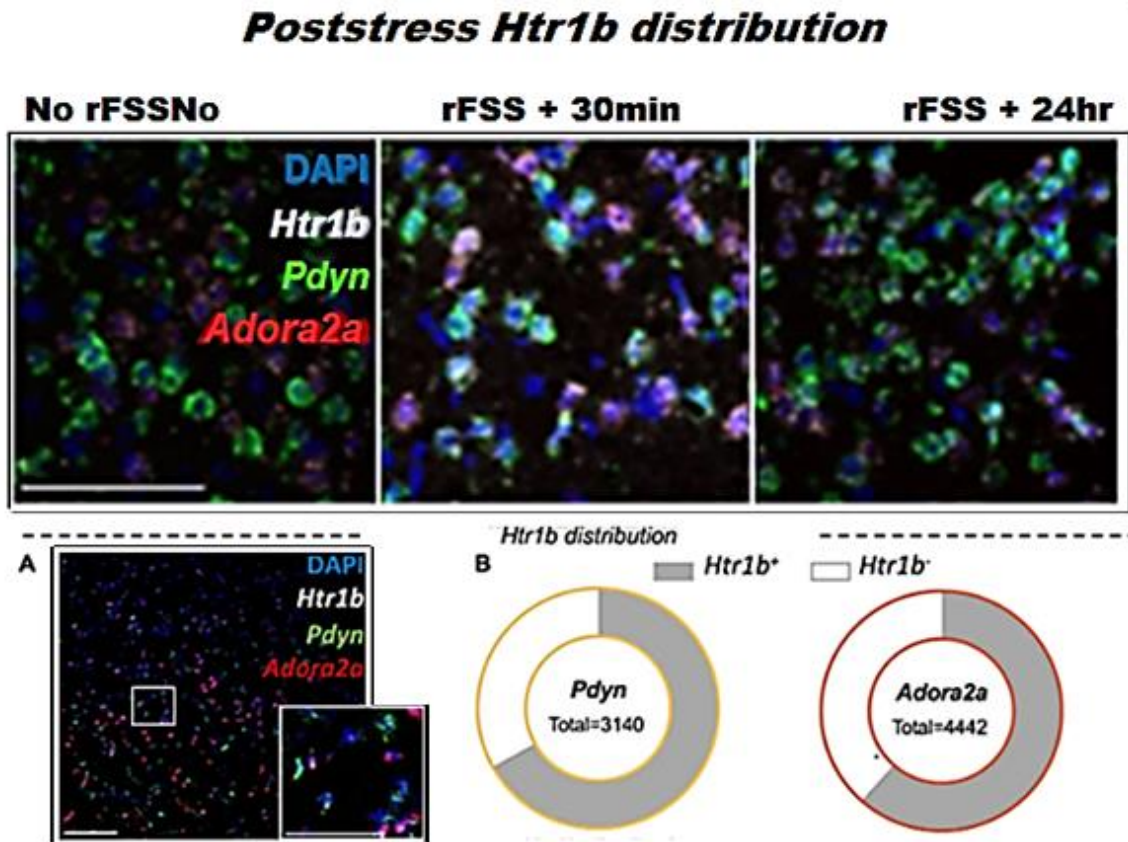 Poststress Htr1b distribution
No rFSSNo rFSS + 30min rFSS + 24hr
DAPI
Htr1b
Pdyn
Adora2a
Htr1b distribution
A
DAPI
Htr1b
Pdyn
Adora2a
B Htr1b⁺ Htr1b⁻
Pdyn
Total=3140
Adora2a
Total=4442